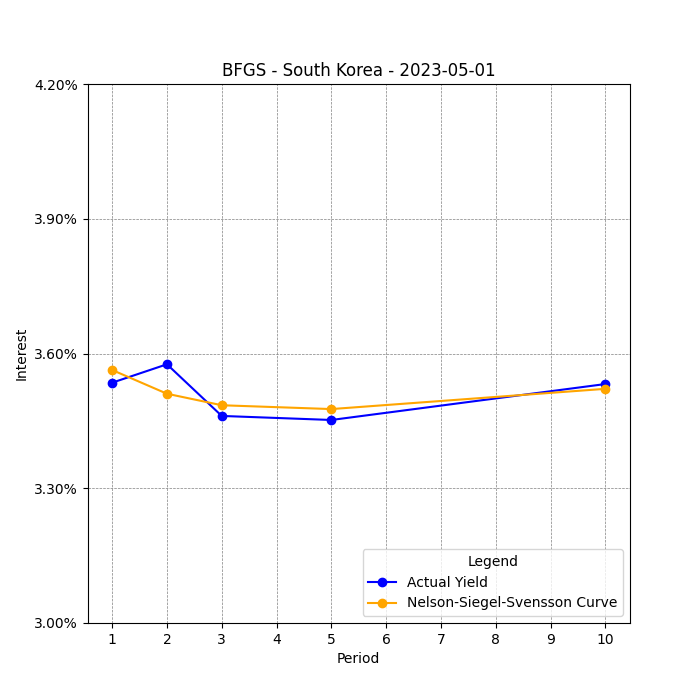 BFGS - South Korea - 2023-05-01
4.20%
3.90%
3.60%
3.30%
3.00%
Interest
1 2 3 4 5 6 7 8 9 10
Period
Legend
Actual Yield
Nelson-Siegel-Svensson Curve